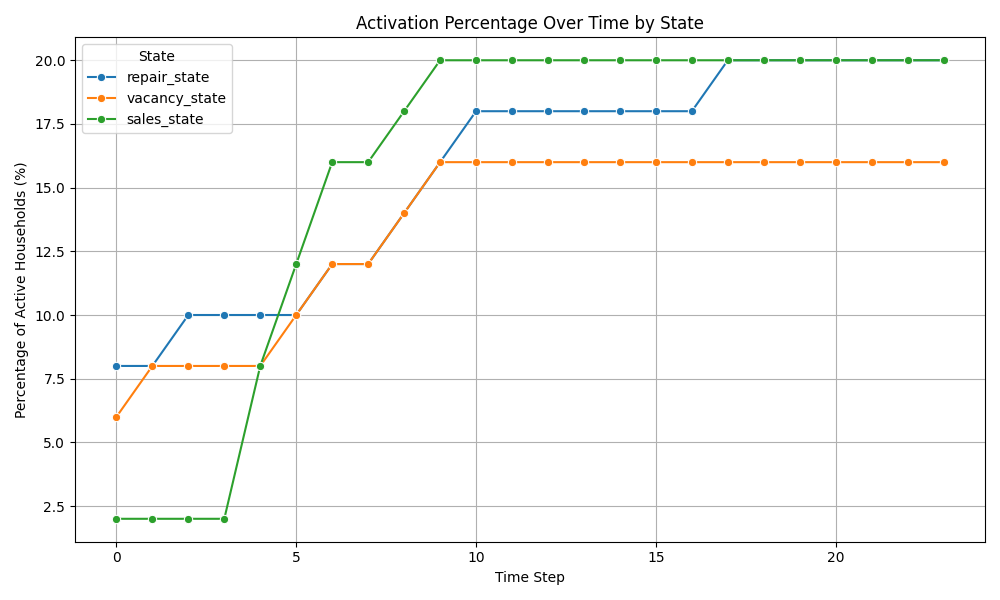 Activation Percentage Over Time by State
State
repair_state
vacancy_state
sales_state
Percentage of Active Households (%)
20.0
17.5
15.0
12.5
10.0
7.5
5.0
2.5
0 5 10 15 20
Time Step